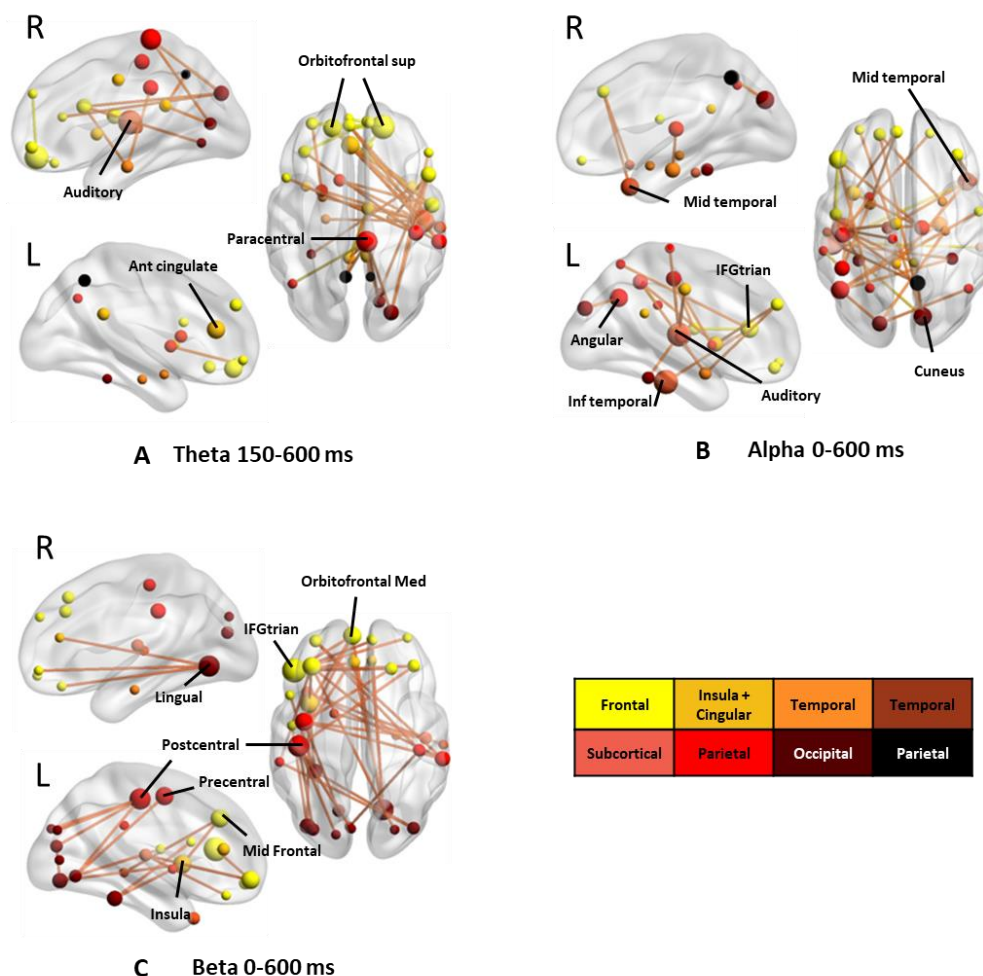 R
Orbitofrontal sup
Auditory
Paracentral
L
Ant cingulate
A Theta 150-600 ms
R
Mid temporal
Mid temporal
L
IFGtrian
Angular
Inf temporal
Auditory
Cuneus
B Alpha 0-600 ms
R
Orbitofrontal Med
IFGtrian
Lingual
Postcentral
L
Precentral
Mid Frontal
Insula
C Beta 0-600 ms
Frontal
Insula +
Cingular
Temporal
Temporal
Subcortical
Parietal
Occipital
Parietal